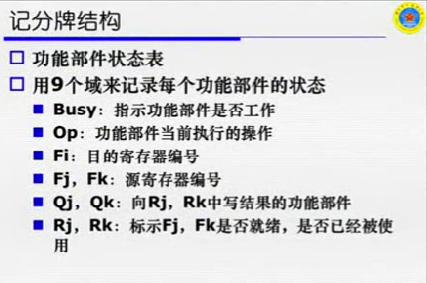 记分牌结构
功能部件状态表
用9个域来记录每个功能部件的状态
Busy：指示功能部件是否工作
Op：功能部件当前执行的操作
Fi：目的寄存器编号
Fj，Fk：源寄存器编号
Qj，Qk：向Rj，Rk中写结果的功能部件
Rj，Rk：标示Fj，Fk是否就绪，是否已经被使
用